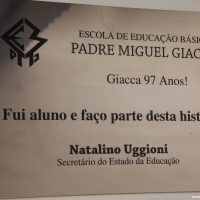 ESCOLA DE EDUCAÇÃO BÁSIC
PADRE MIGUEL GIAC
Giacca 97 Anos!
Fui aluno e faço parte desta hist
Natalino Uggioni
Secretário do Estado da Educação